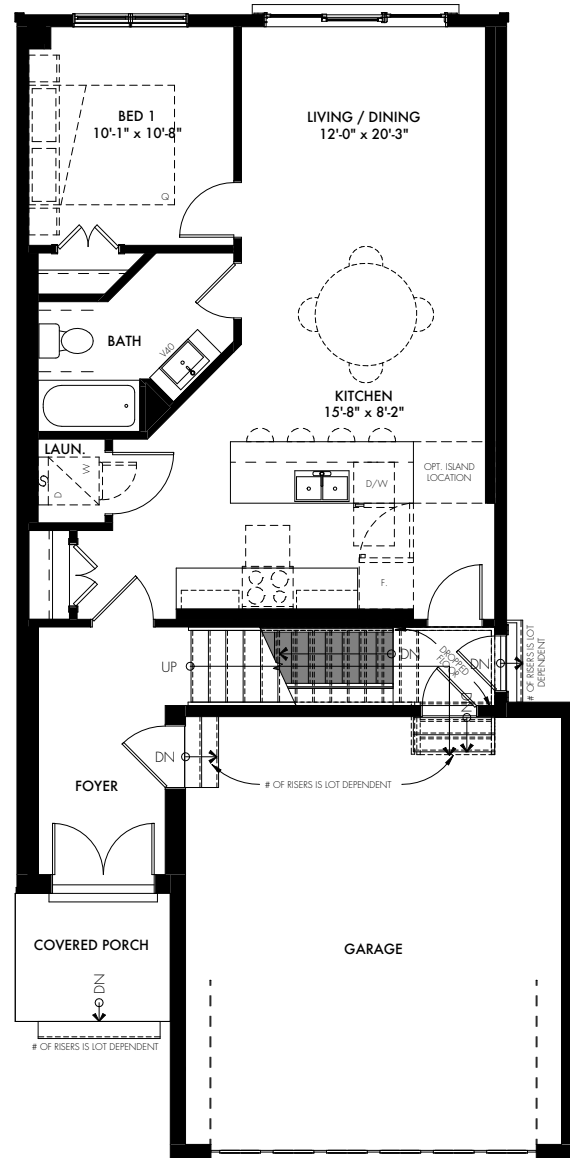 BED 1
10'-1" x 10'-8"
LIVING / DINING
12'-0" x 20'-3"
Q
BATH
V40
KITCHEN
15'-8" x 8'-2"
LAUN.
W
D
S
D/W
OPT. ISLAND
LOCATION
F.
UP
DN
DROPPED
FLOOR
DN
# OF RISERS IS LOT
DEPENDENT
DN
DN
# OF RISERS IS LOT DEPENDENT
FOYER
COVERED PORCH
GARAGE
DN
# OF RISERS IS LOT DEPENDENT